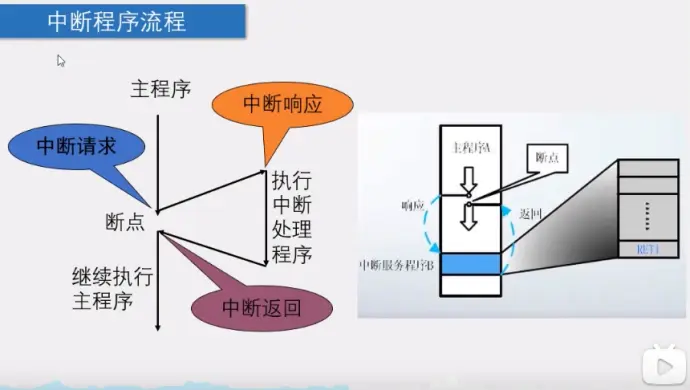 中断程序流程
主程序
中断响应
中断请求
断点
执行
中断
处理
程序
继续执行
主程序
中断返回
主程序A
断点
响应
返回
中断服务程序B
RETI